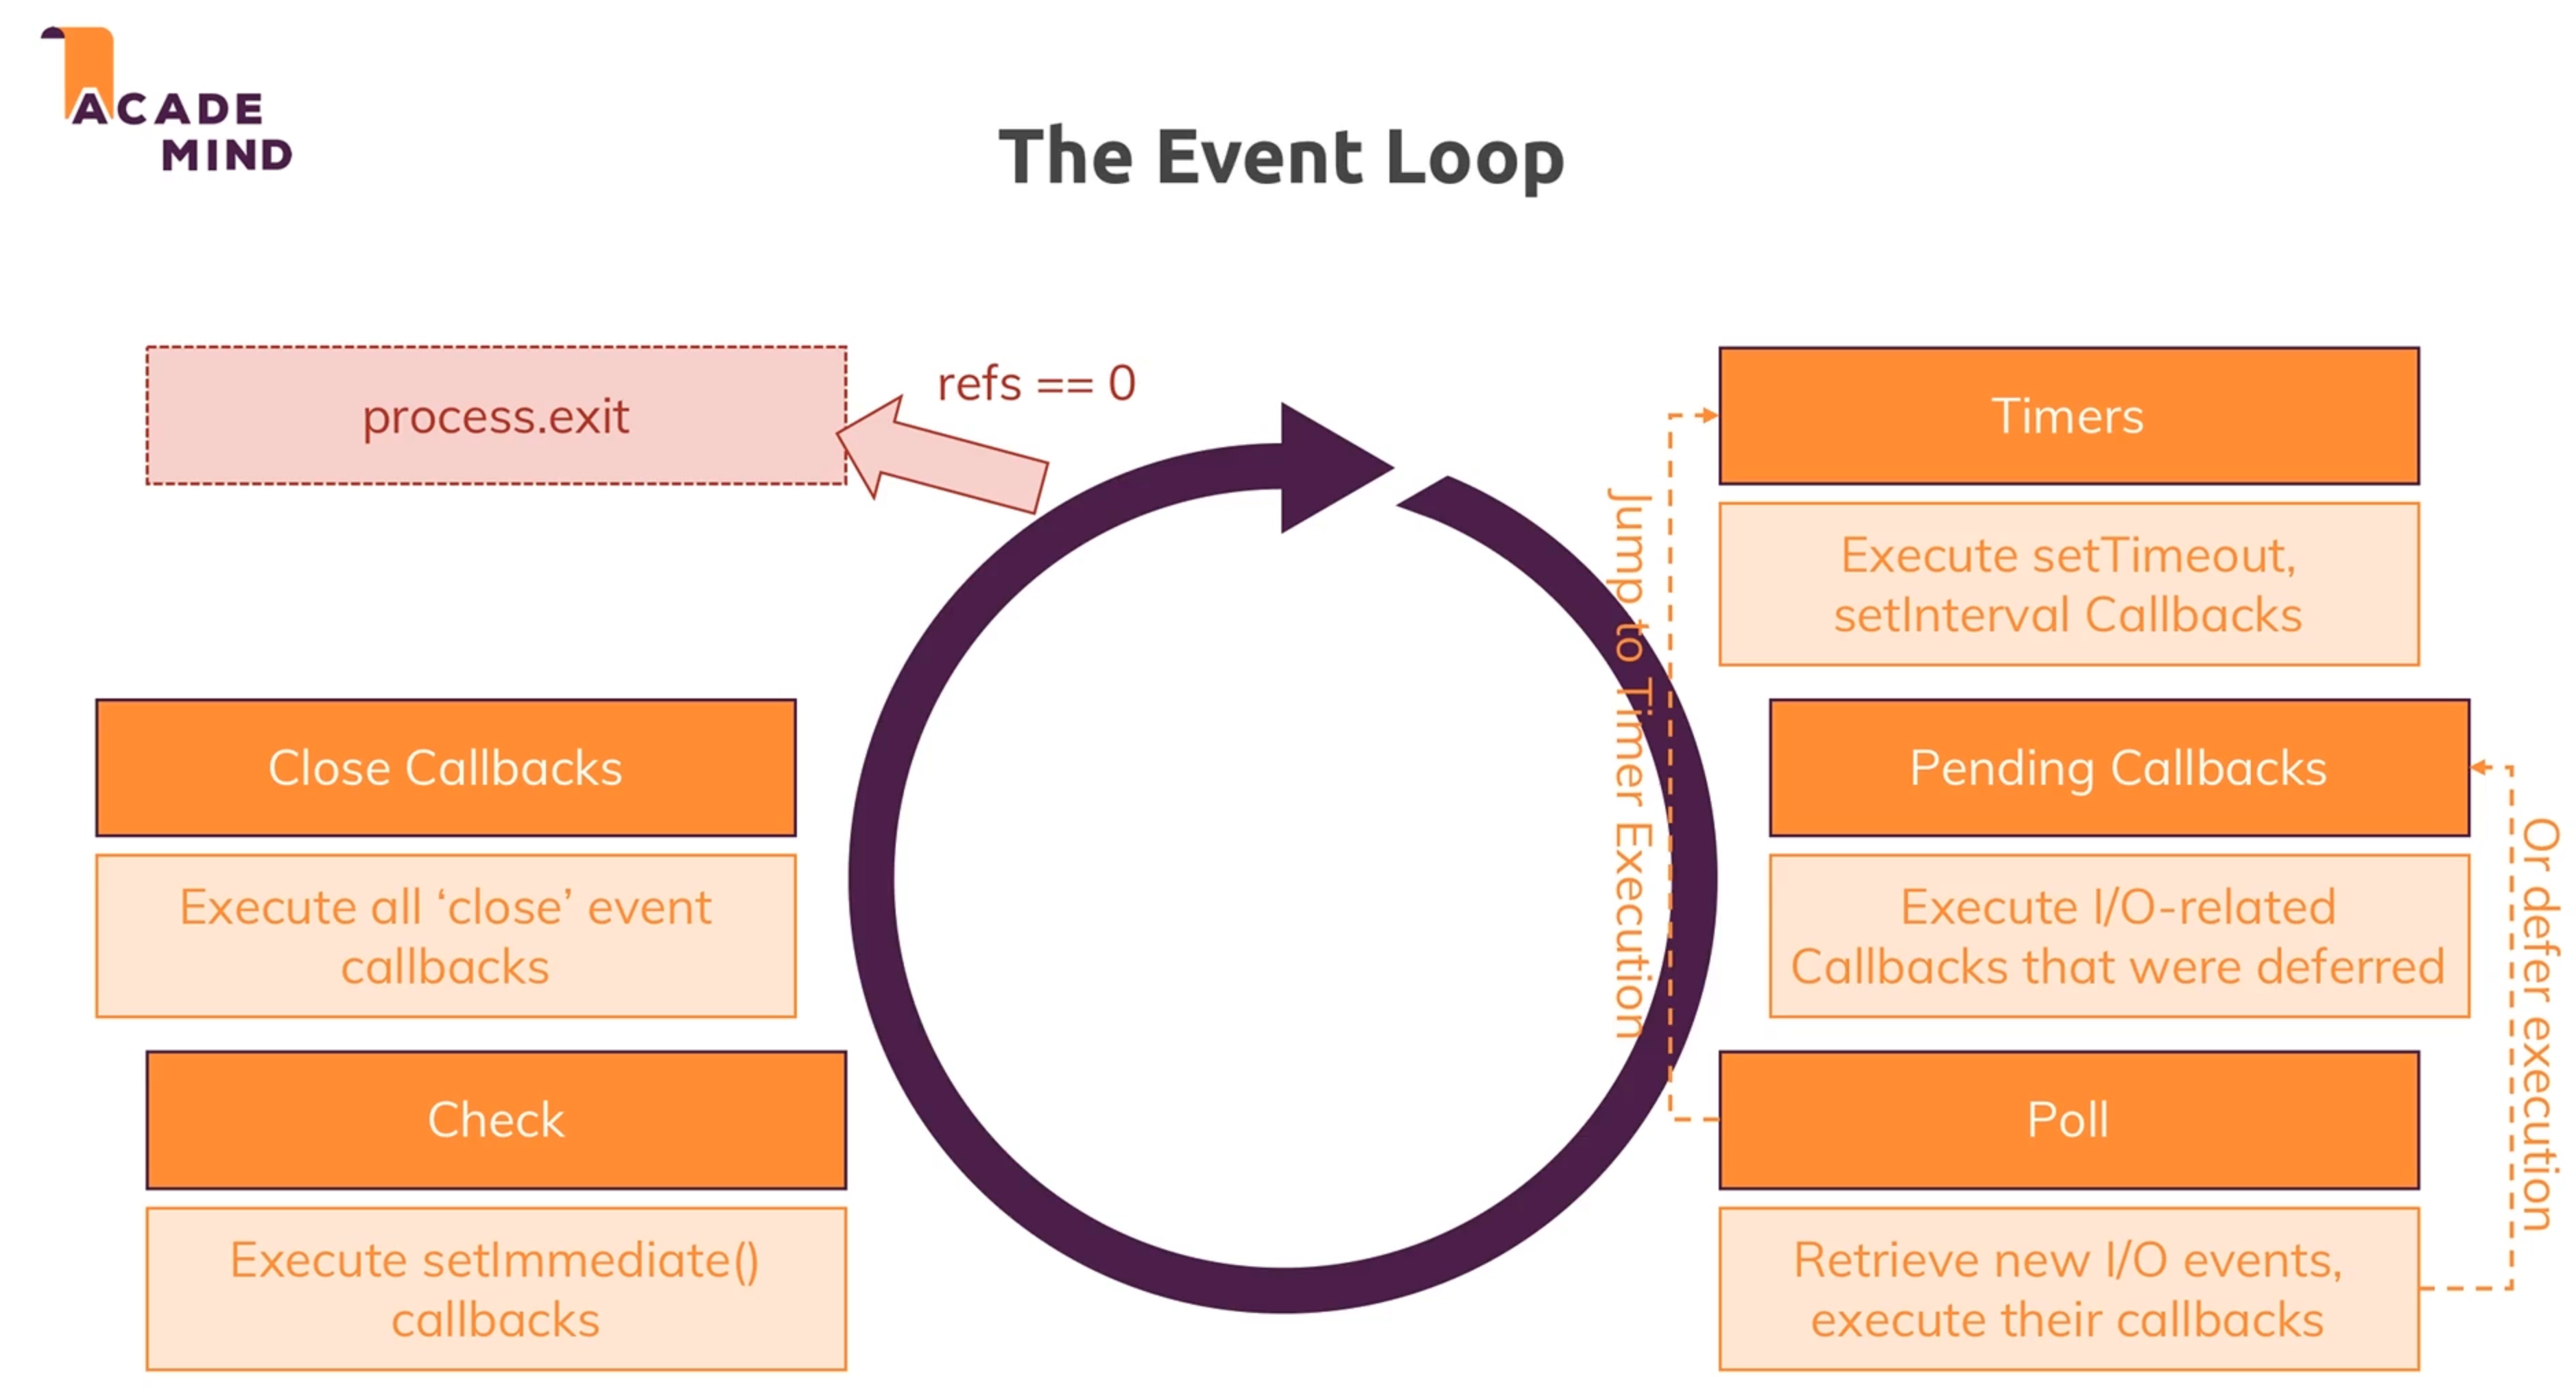 ACADE
MIND
The Event Loop
process.exit
refs == 0
Timers
Execute setTimeout,
setInterval Callbacks
Jump to Timer Execution
Close Callbacks
Execute all ‘close’ event
callbacks
Pending Callbacks
Execute I/O-related
Callbacks that were deferred
Or defer execution
Check
Execute setImmediate()
callbacks
Poll
Retrieve new I/O events,
execute their callbacks